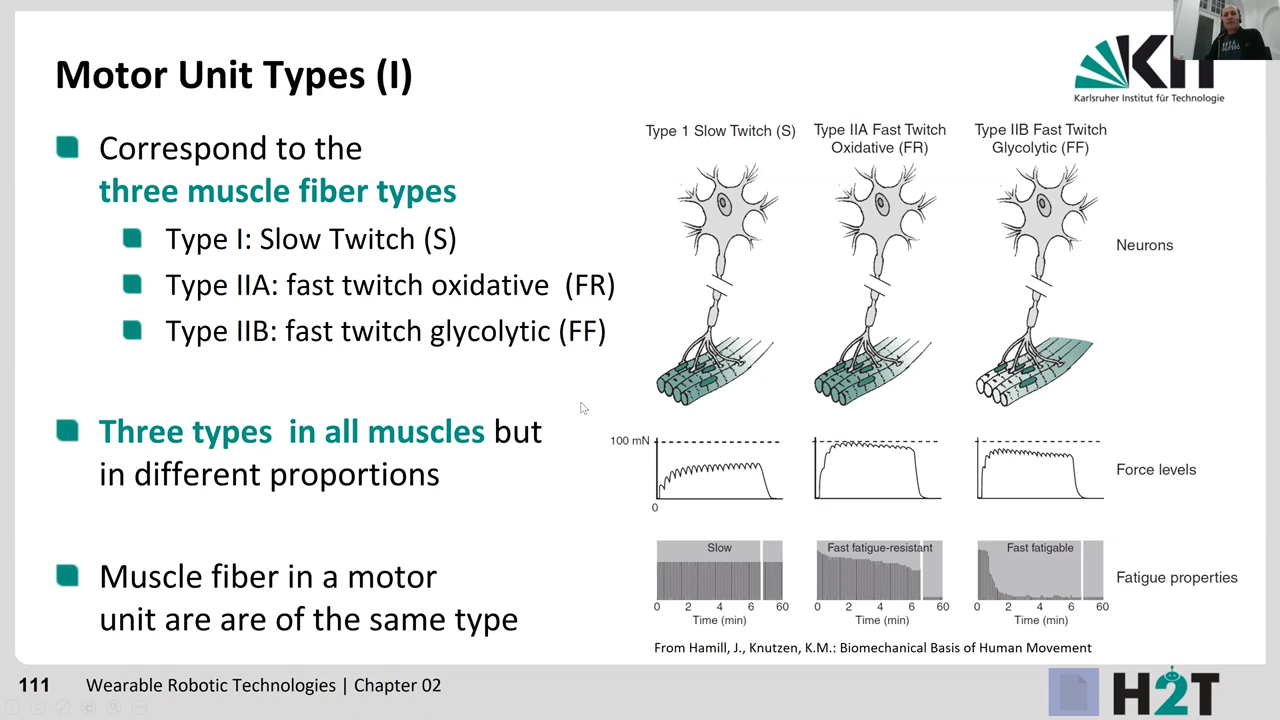 Motor Unit Types (I)
KIT
Karlsruher Institut für Technologie
Correspond to the
three muscle fiber types
Type I: Slow Twitch (S)
Type IIA: fast twitch oxidative (FR)
Type IIB: fast twitch glycolytic (FF)
Three types in all muscles but
in different proportions
Muscle fiber in a motor
unit are are of the same type
Type 1 Slow Twitch (S)
Type IIA Fast Twitch
Oxidative (FR)
Type IIB Fast Twitch
Glycolytic (FF)
Neurons
100 mN
0
Force levels
Slow
Fast fatigue-resistant
Fast fatigable
Fatigue properties
0 2 4 6 60
Time (min)
0 2 4 6 60
Time (min)
0 2 4 6 60
Time (min)
From Hamill, J., Knutzen, K.M.: Biomechanical Basis of Human Movement
111 Wearable Robotic Technologies | Chapter 02
H2T